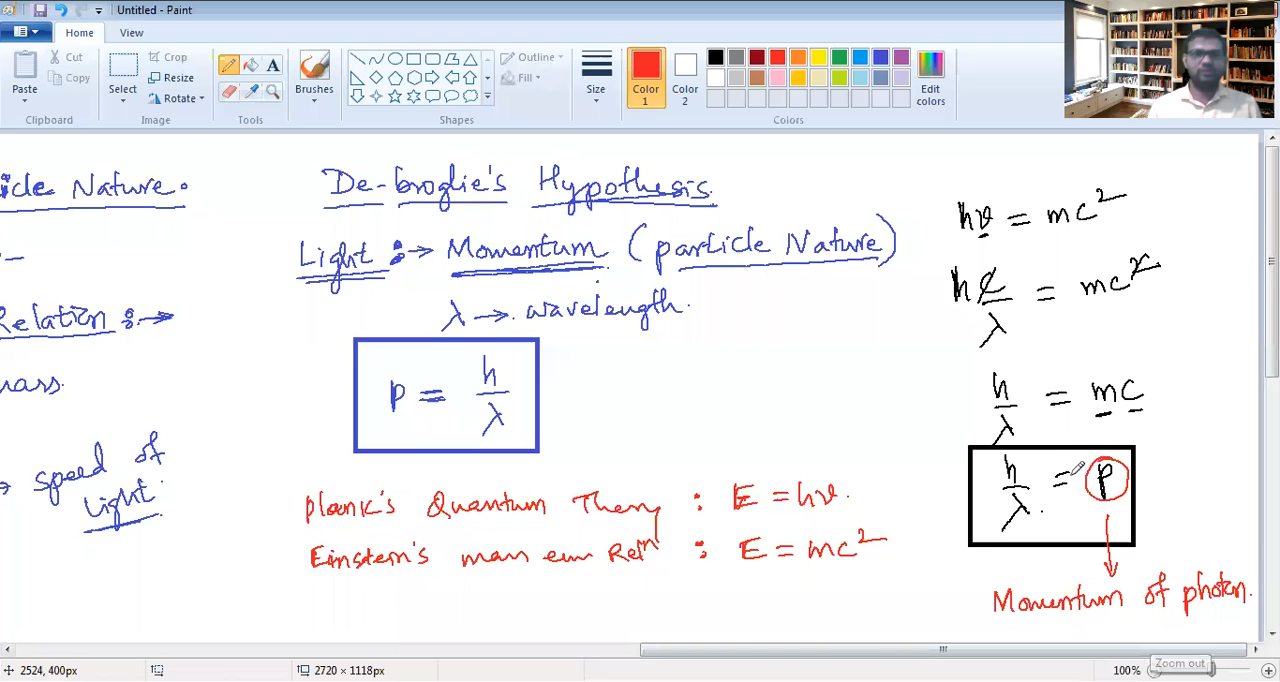 Untitled - Paint
Home
View
Paste
Cut
Copy
Clipboard
Select
Crop
Resize
Rotate
Image
Tools
Brushes
Shapes
Outline
Fill
Size
Color 1
Color 2
Edit colors
Colors
icle Nature.
Relation :→
mass.
→ speed of
Light
De-broglie's Hypothesis
Light :→ Momentum (particle Nature)
λ → wavelength.
p = h/λ
plank's Quantum Theory : E = hν.
Einstein's man em Reln : E = mc²
hν = mc²
hc/λ = mc²
h/λ = mc
h/λ = p
Momentum of photon.
2524, 400px
2720 × 1118px
100%
Zoom out